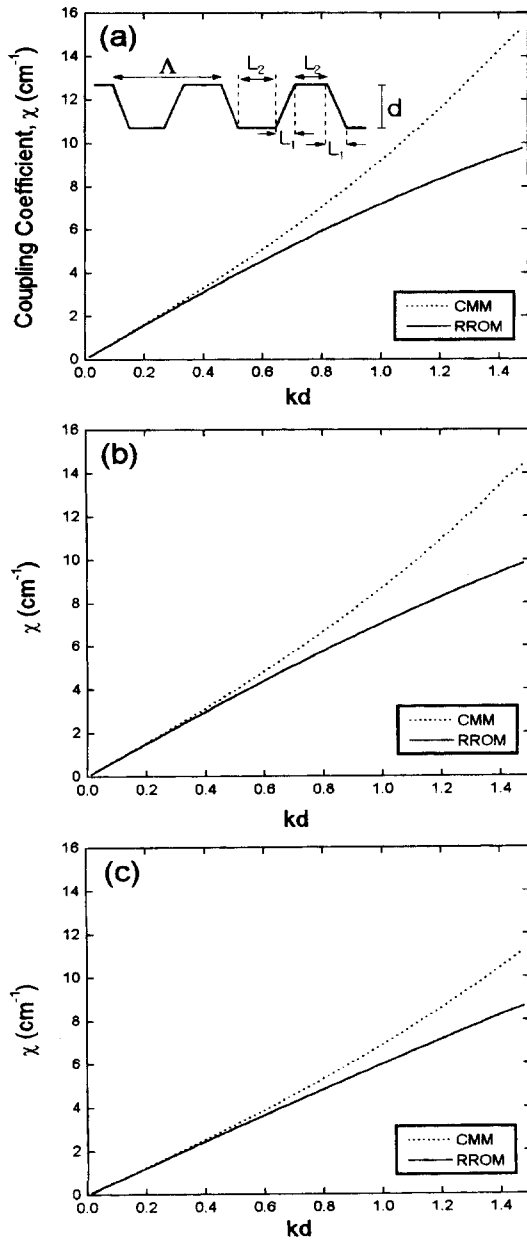 (a)
Λ
L₂
L₂
d
L₁
L₁
Coupling Coefficient, χ (cm⁻¹)
16
14
12
10
8
6
4
2
0
CMM
RROM
0.0 0.2 0.4 0.6 0.8 1.0 1.2 1.4
kd
(b)
χ (cm⁻¹)
16
14
12
10
8
6
4
2
0
CMM
RROM
0.0 0.2 0.4 0.6 0.8 1.0 1.2 1.4
kd
(c)
χ (cm⁻¹)
16
14
12
10
8
6
4
2
0
CMM
RROM
0.0 0.2 0.4 0.6 0.8 1.0 1.2 1.4
kd